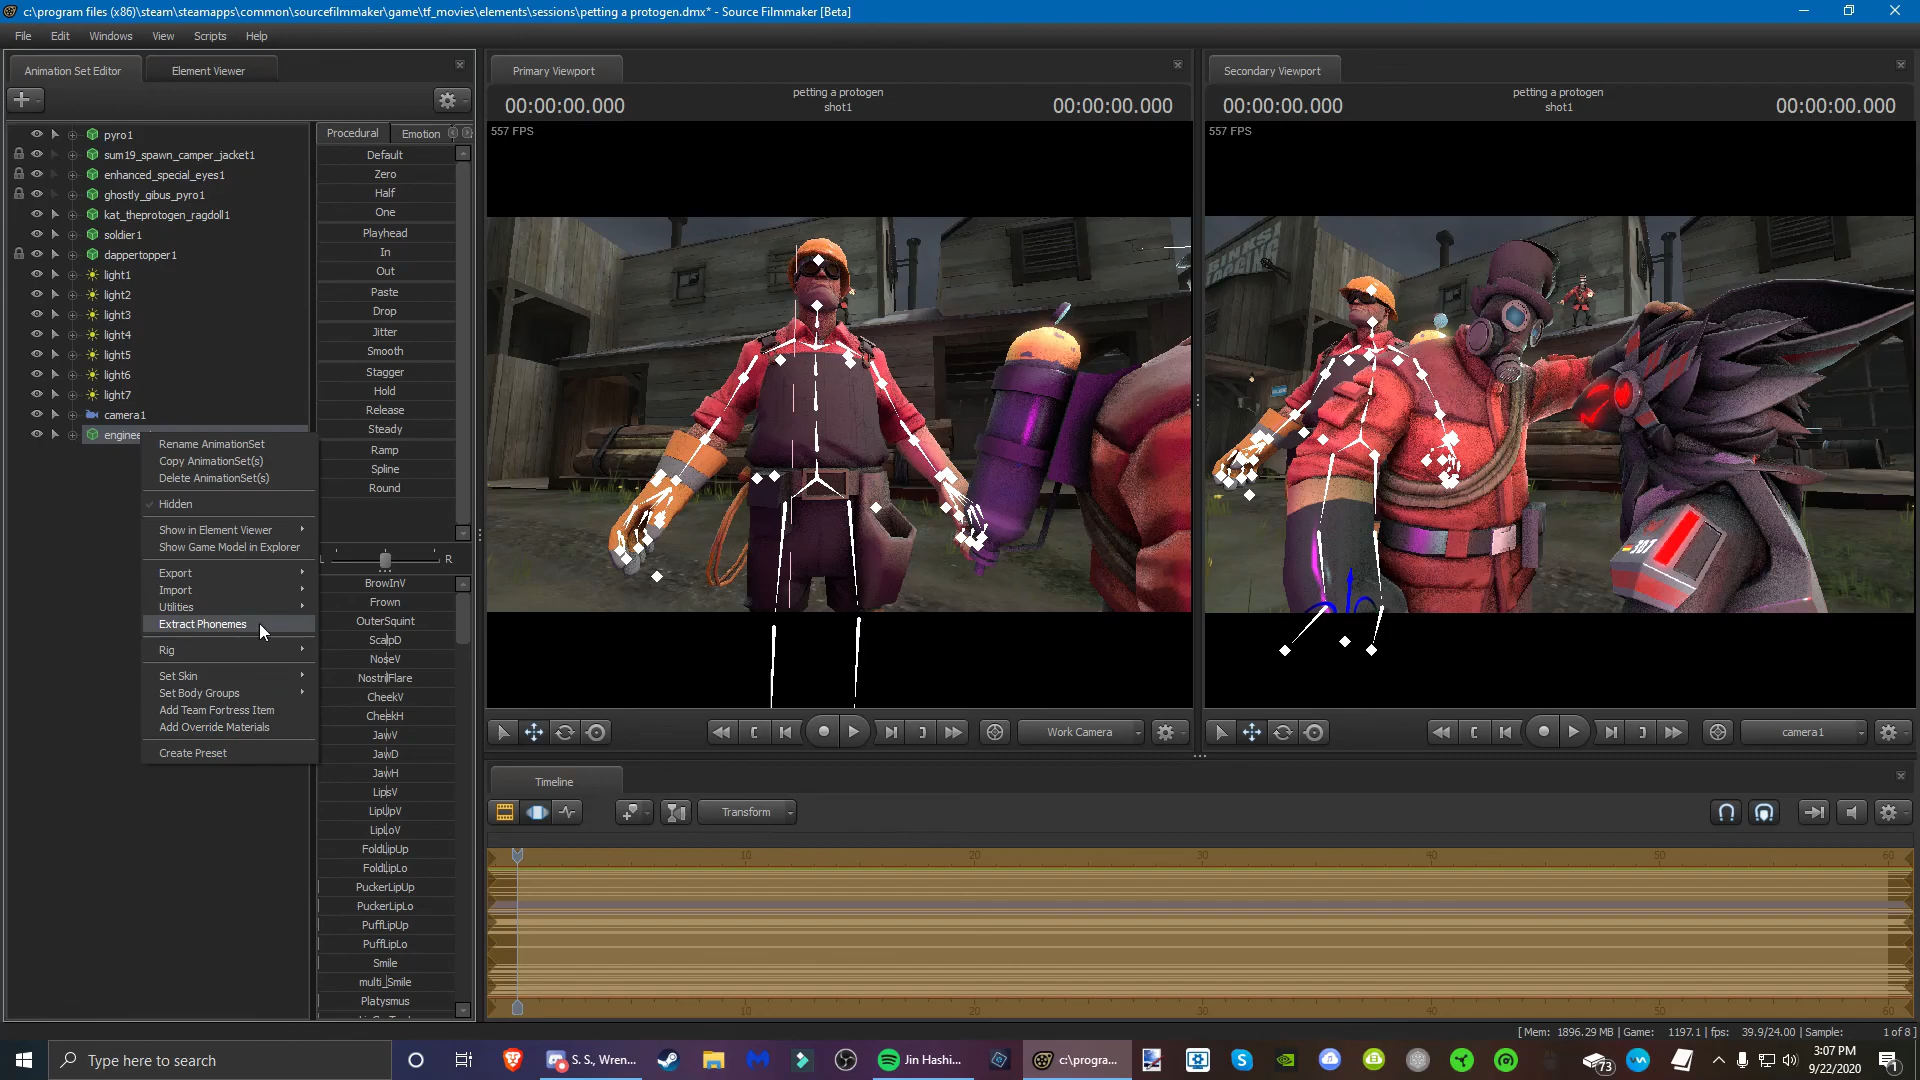 c:\program files (x86)\steam\steamapps\common\sourcefilmmaker\game\tf_movies\elements\sessions\petting a protogen.dmx* - Source Filmmaker [Beta]
File Edit Windows View Scripts Help
Animation Set Editor
Element Viewer
pyro1
sum19_spawn_camper_jacket1
enhanced_special_eyes1
ghostly_gibus_pyro1
kat_theprotogen_ragdoll1
soldier1
dappertopper1
light1
light2
light3
light4
light5
light6
light7
camera1
enginee
Rename AnimationSet
Copy AnimationSet(s)
Delete AnimationSet(s)
Hidden
Show in Element Viewer
Show Game Model in Explorer
Export
Import
Utilities
Extract Phonemes
Rig
Set Skin
Set Body Groups
Add Team Fortress Item
Add Override Materials
Create Preset
Procedural
Emotion
Default
Zero
Half
One
Playhead
In
Out
Paste
Drop
Jitter
Smooth
Stagger
Hold
Release
Steady
Ramp
Spline
Round
L
R
BrowInV
Frown
OuterSquint
ScalpD
NoseV
NostrilFlare
CheekV
CheekH
JawV
JawD
JawH
LipsV
LipUpV
LipLoV
FoldLipUp
FoldLipLo
PuckerLipUp
PuckerLipLo
PuffLipUp
PuffLipLo
Smile
multi_Smile
Platysmus
Primary Viewport
00:00:00.000
petting a protogen
shot1
00:00:00.000
557 FPS
Work Camera
Secondary Viewport
00:00:00.000
petting a protogen
shot1
00:00:00.000
557 FPS
307
camera1
Timeline
Transform
10 20 30 40 50 60
10 20 30 40 50 60
[ Mem: 1896.29 MB | Game: 1197.1 | fps: 39.9/24.00 | Sample: 1 of 8 ]
Type here to search
S. S., Wren...
Jin Hashi...
c:\progra...
73
3:07 PM
9/22/2020
1